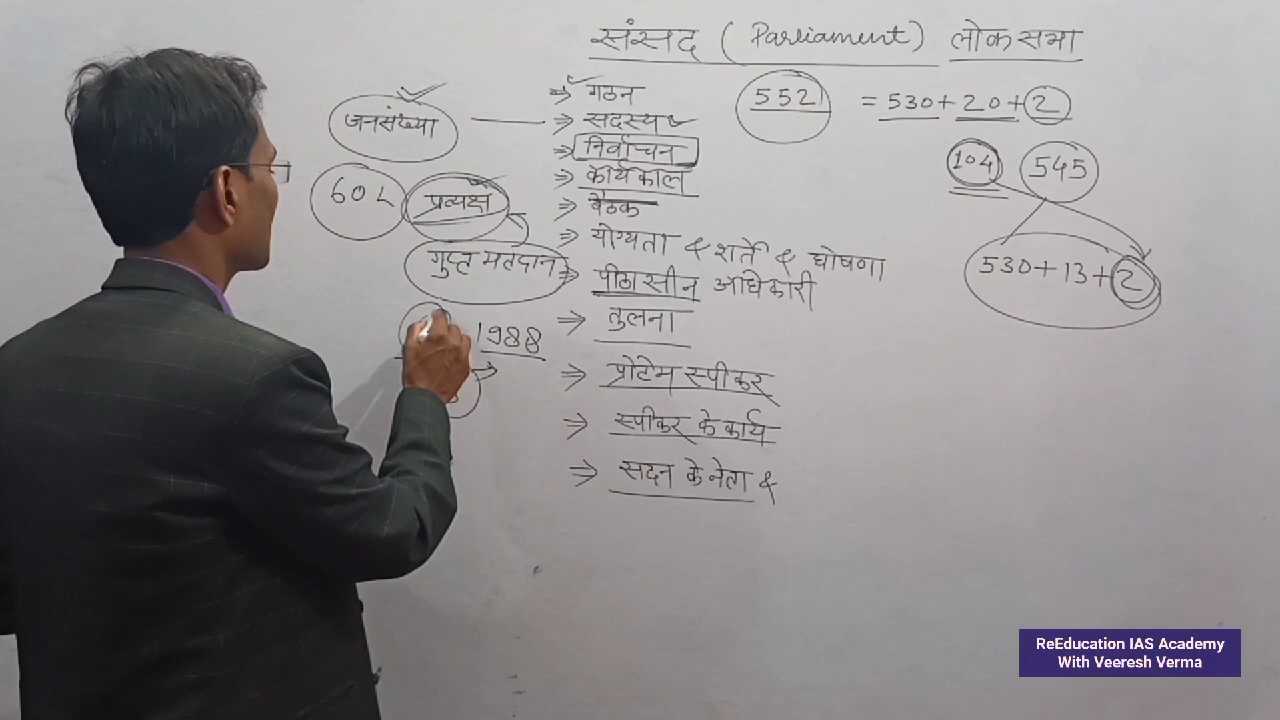 संसद (Parliament) लोकसभा
⇒ गठन
552 = 530+20+2
जनसंख्या
⇒ सदस्य
⇒ निर्वाचन
104 545
⇒ कार्यकाल
प्रत्यक्ष
⇒ बैठक
⇒ योग्यता & शर्ते & घोषणा
गुप्त मतदान
530+13+2
⇒ पीठासीन अधिकारी
⇒ तुलना
1988
⇒ प्रोटेम स्पीकर
⇒ स्पीकर के कार्य
⇒ सदन के नेता &
ReEducation IAS Academy
With Veeresh Verma